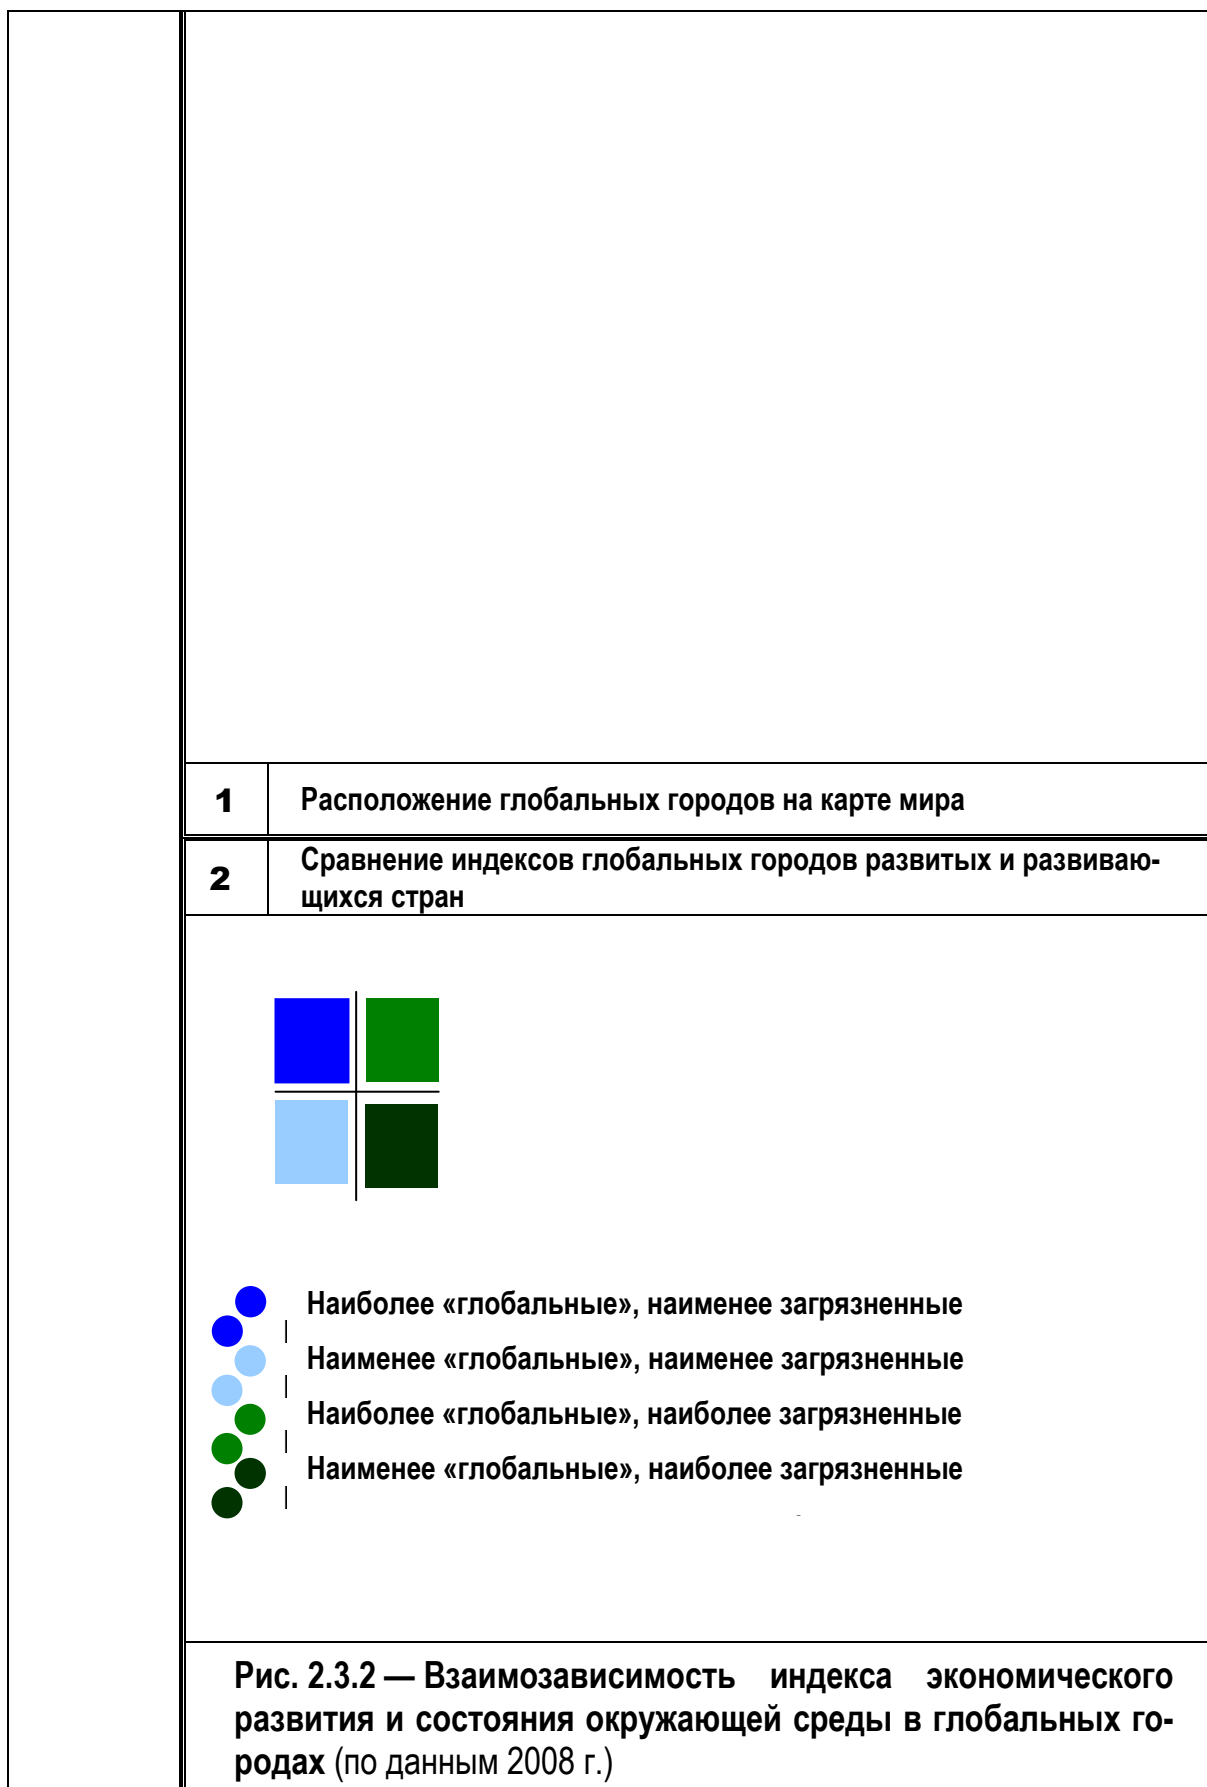 1 Расположение глобальных городов на карте мира
2 Сравнение индексов глобальных городов развитых и развиваю-
щихся стран
Наиболее «глобальные», наименее загрязненные
Наименее «глобальные», наименее загрязненные
Наиболее «глобальные», наиболее загрязненные
Наименее «глобальные», наиболее загрязненные
Рис. 2.3.2 — Взаимозависимость индекса экономического
развития и состояния окружающей среды в глобальных го-
родах (по данным 2008 г.)